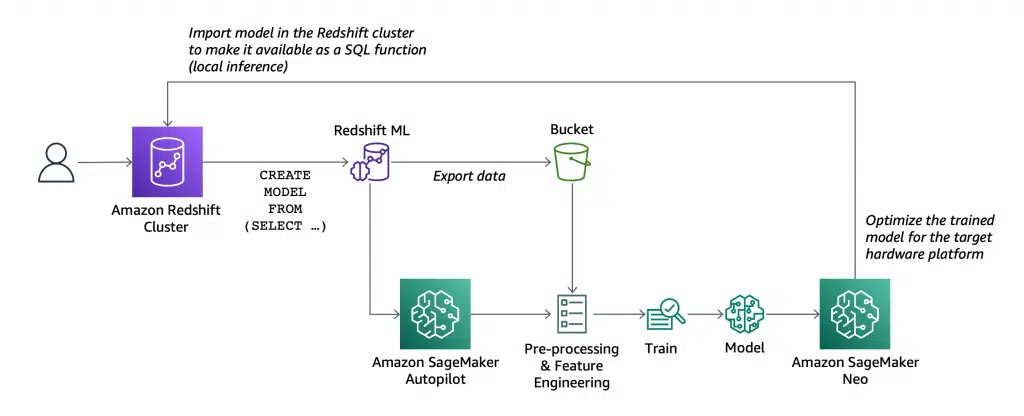 Import model in the Redshift cluster
to make it available as a SQL function
(local inference)
Redshift ML
Bucket
CREATE
MODEL
FROM
(SELECT …)
Export data
Amazon Redshift
Cluster
Optimize the trained
model for the target
hardware platform
Amazon SageMaker
Autopilot
Pre-processing
& Feature
Engineering
Train
Model
Amazon SageMaker
Neo